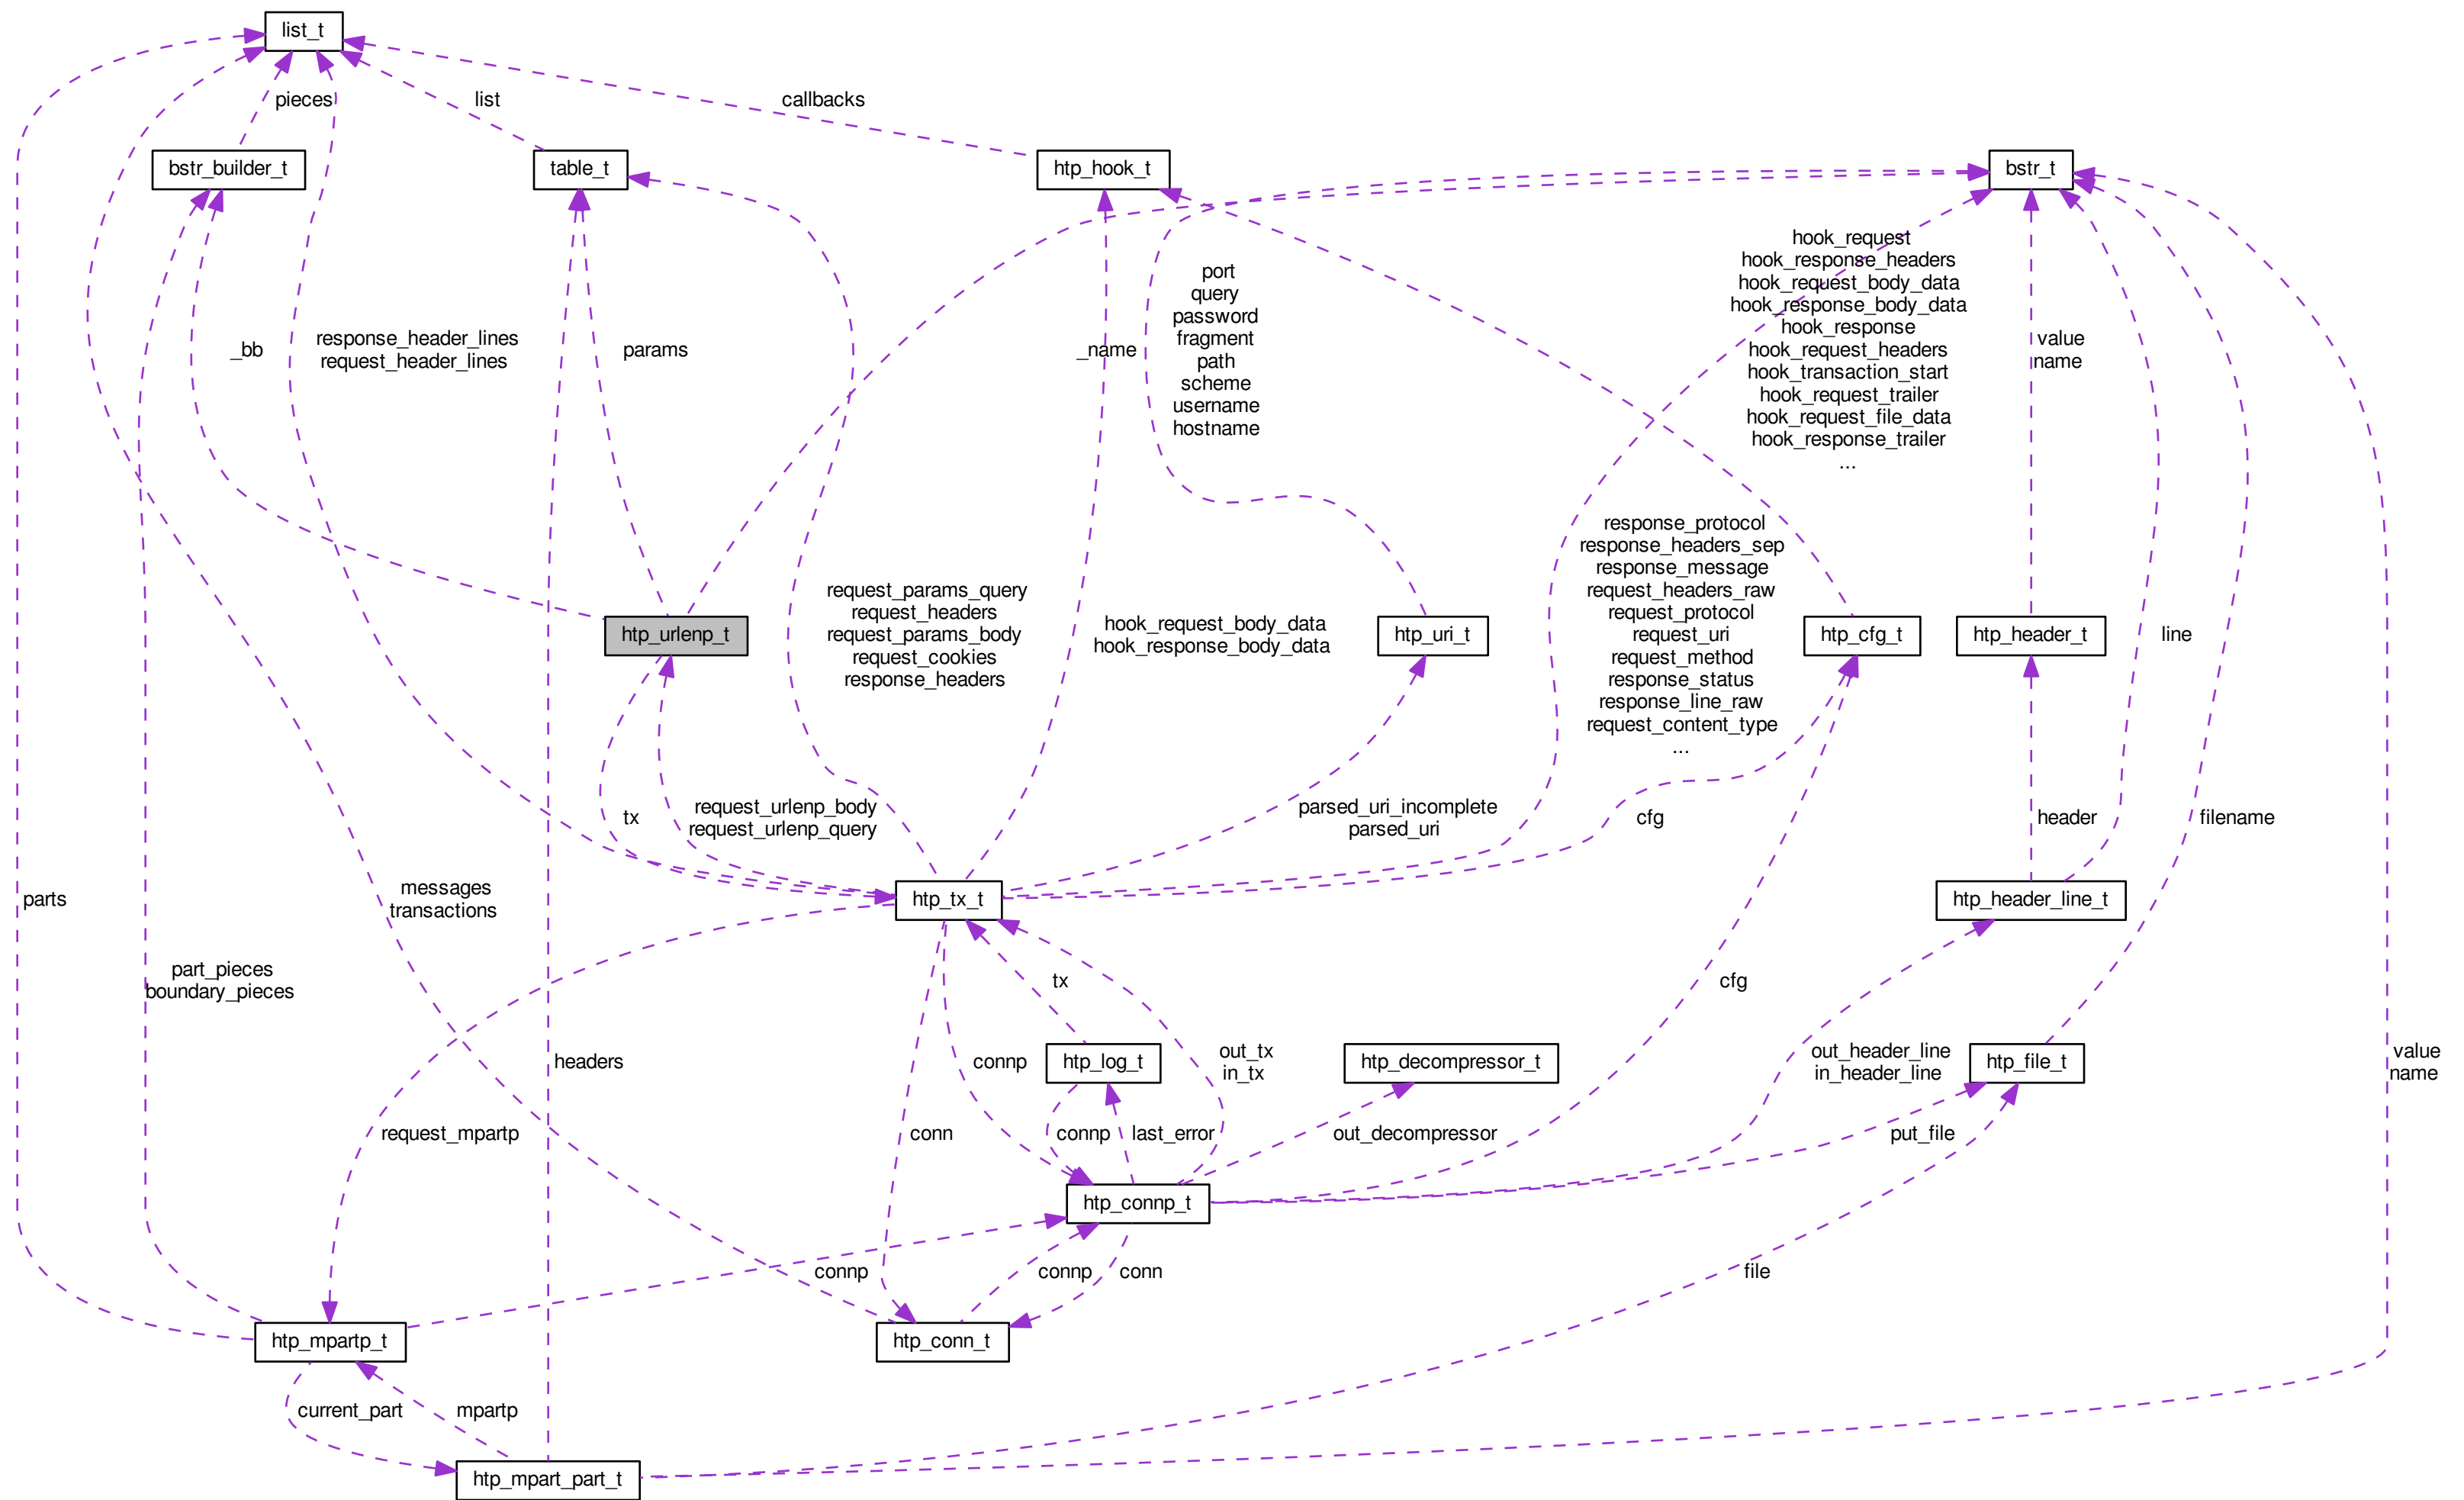 list_t
pieces
list
callbacks
bstr_builder_t
table_t
htp_hook_t
bstr_t
hook_request
hook_response_headers
hook_request_body_data
hook_response_body_data
hook_response
hook_request_headers
hook_transaction_start
hook_request_trailer
hook_request_file_data
hook_response_trailer
...
port
query
password
fragment
path
scheme
username
hostname
_bb
response_header_lines
request_header_lines
params
_name
value
name
response_protocol
response_headers_sep
response_message
request_headers_raw
request_protocol
request_uri
request_method
response_status
response_line_raw
request_content_type
...
request_params_query
request_headers
request_params_body
request_cookies
response_headers
hook_request_body_data
hook_response_body_data
htp_urlenp_t
htp_uri_t
htp_cfg_t
htp_header_t
line
tx
request_urlenp_body
request_urlenp_query
parsed_uri_incomplete
parsed_uri
cfg
header
filename
parts
messages
transactions
htp_tx_t
htp_header_line_t
part_pieces
boundary_pieces
tx
cfg
headers
connp
htp_log_t
out_tx
in_tx
htp_decompressor_t
out_header_line
in_header_line
htp_file_t
value
name
request_mpartp
conn
connp
last_error
out_decompressor
put_file
htp_connp_t
connp
connp
conn
file
htp_mpartp_t
htp_conn_t
current_part
mpartp
htp_mpart_part_t